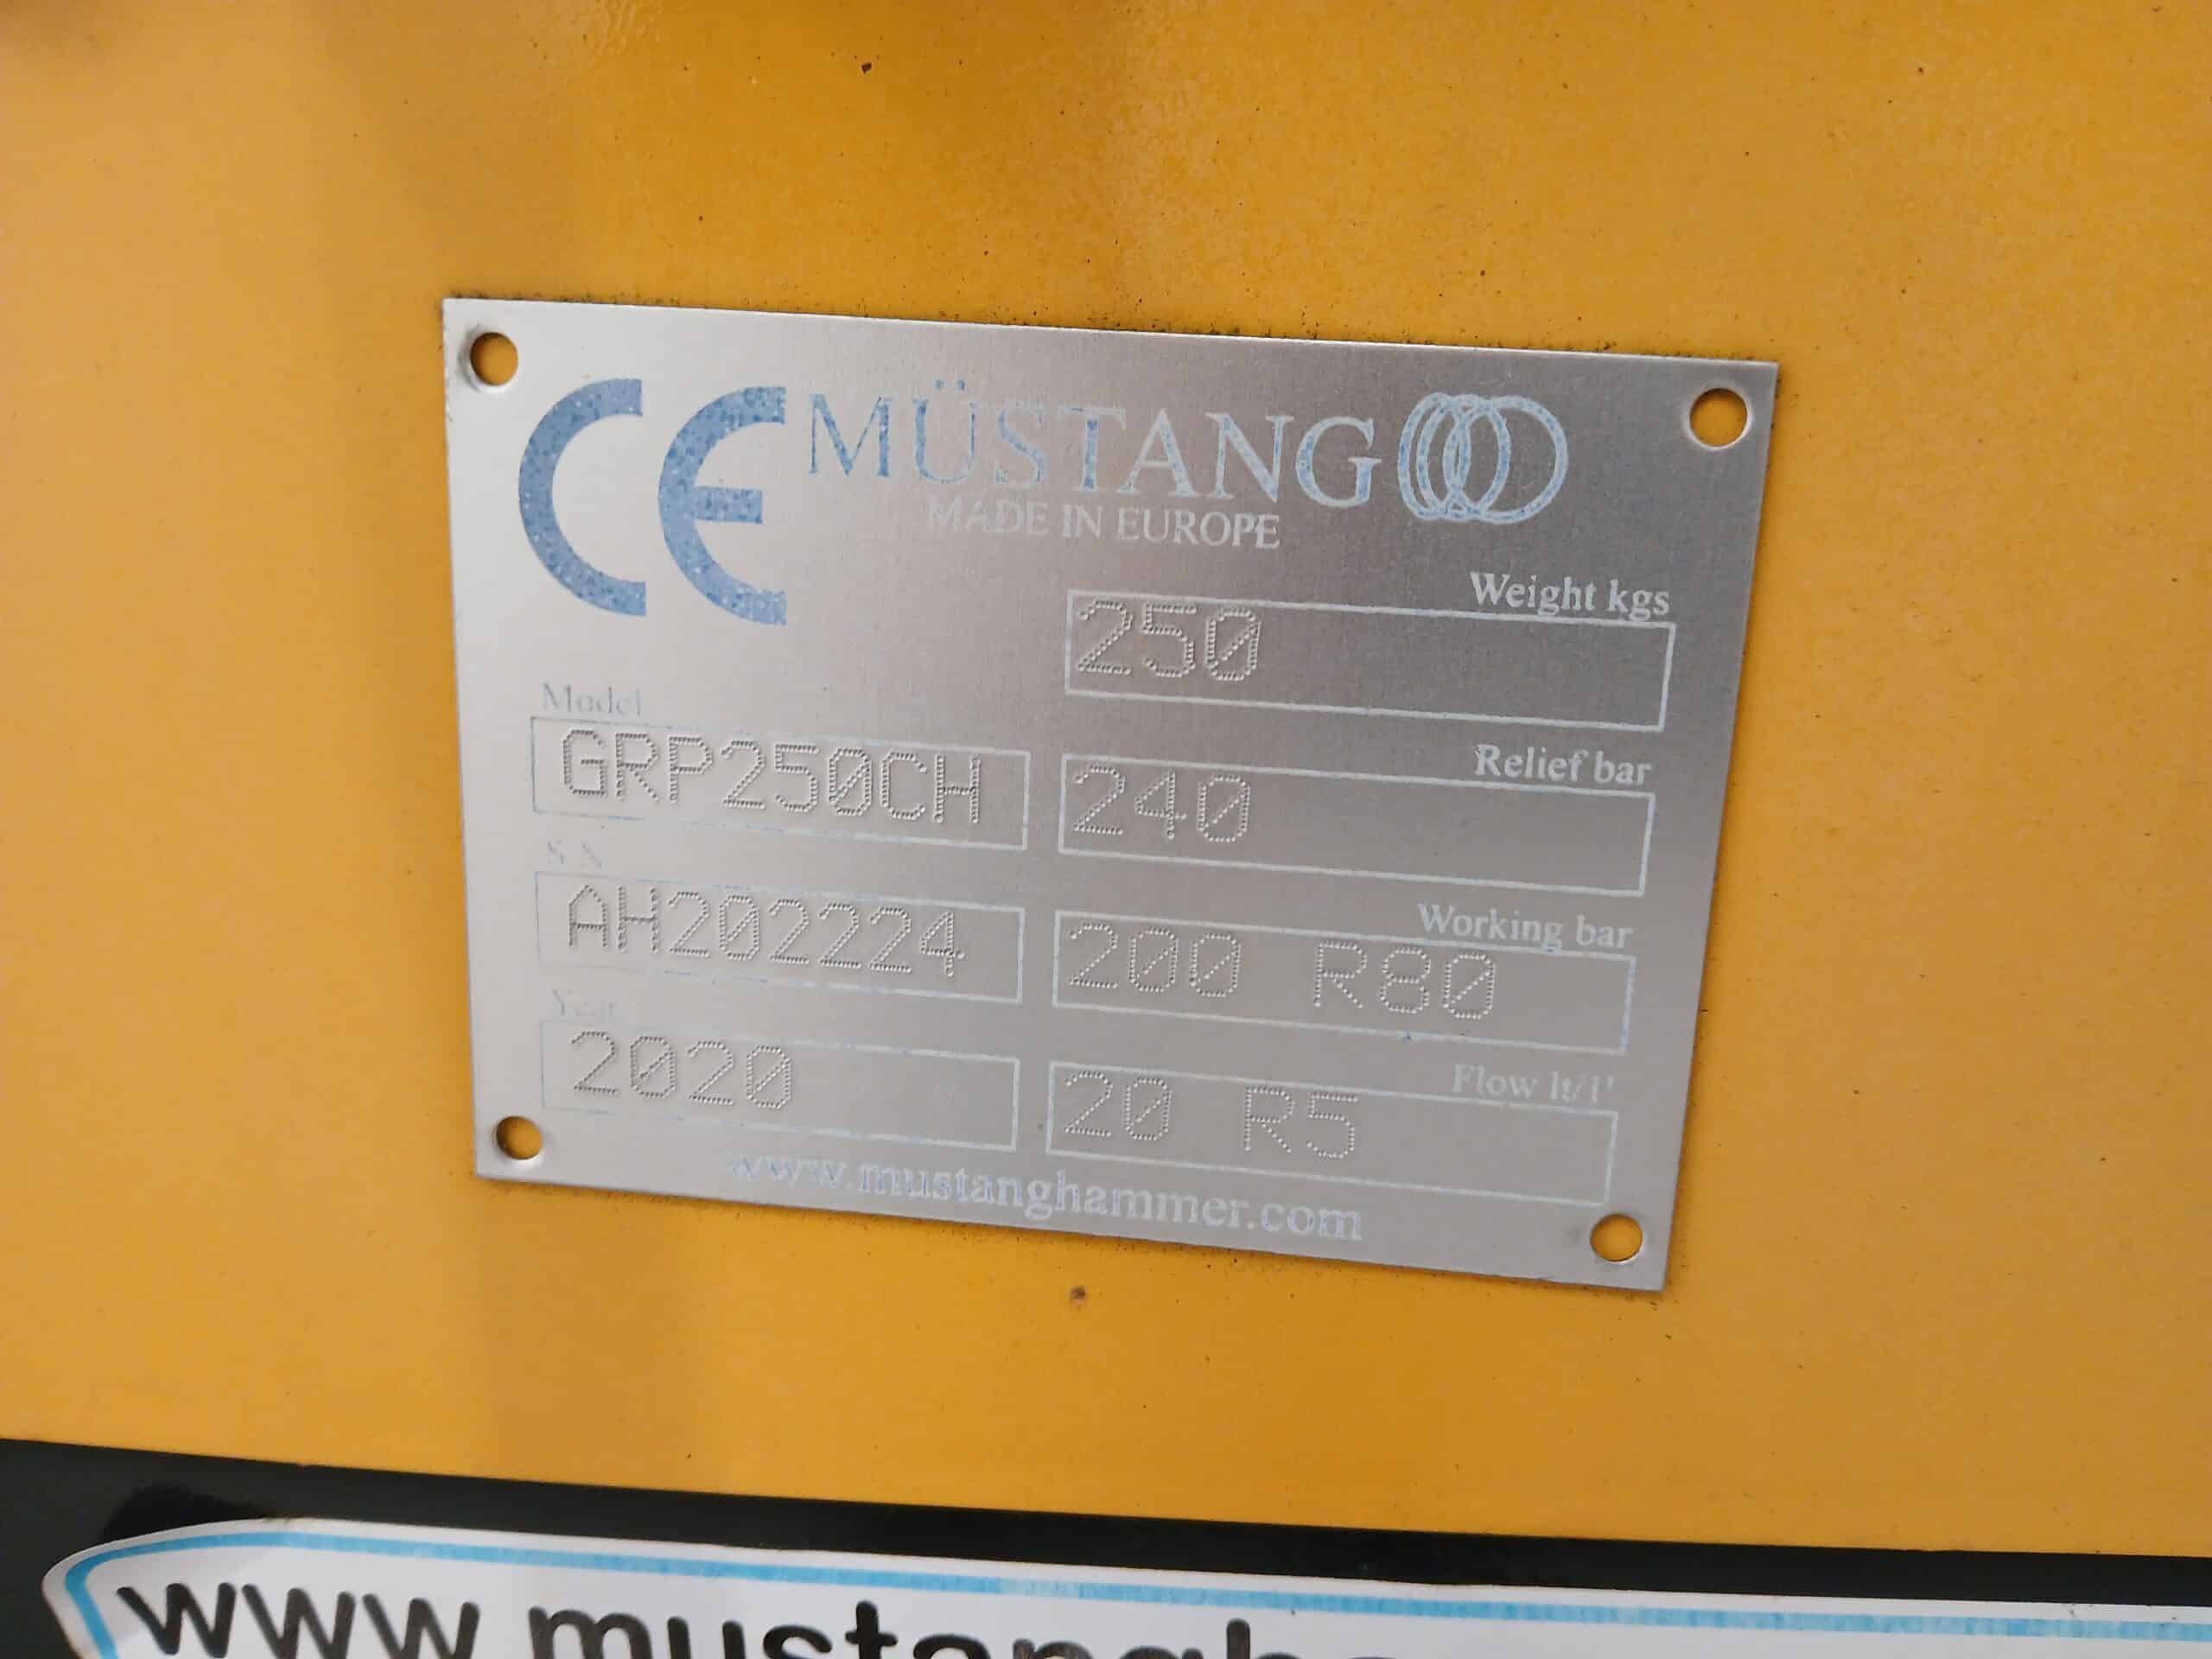 CE MÜSTANG
MADE IN EUROPE
Weight kgs
250
Model
GRP250CH
Relief bar
240
S.N
AH202224
Working bar
200 R80
Year
2020
Flow lt/1'
20 R5
www.mustanghammer.com
www.mustangha